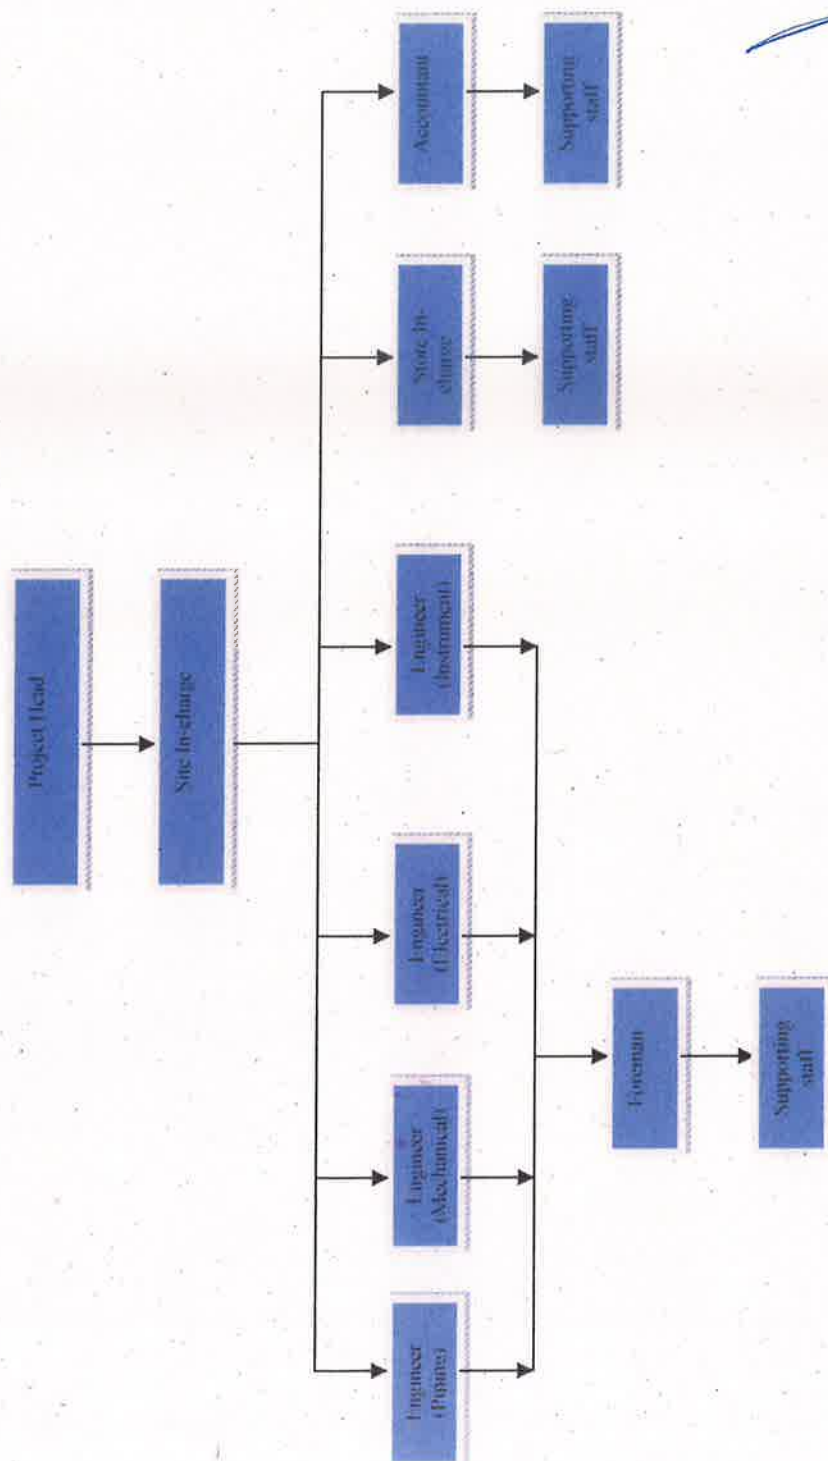 Project Head
Site In-charge
Engineer
(Piping)
Engineer
(Mechanical)
Engineer
(Electrical)
Engineer
(Instrument)
Store In-
charge
Accountant
Foreman
Supporting
staff
Supporting
staff
Supporting
staff